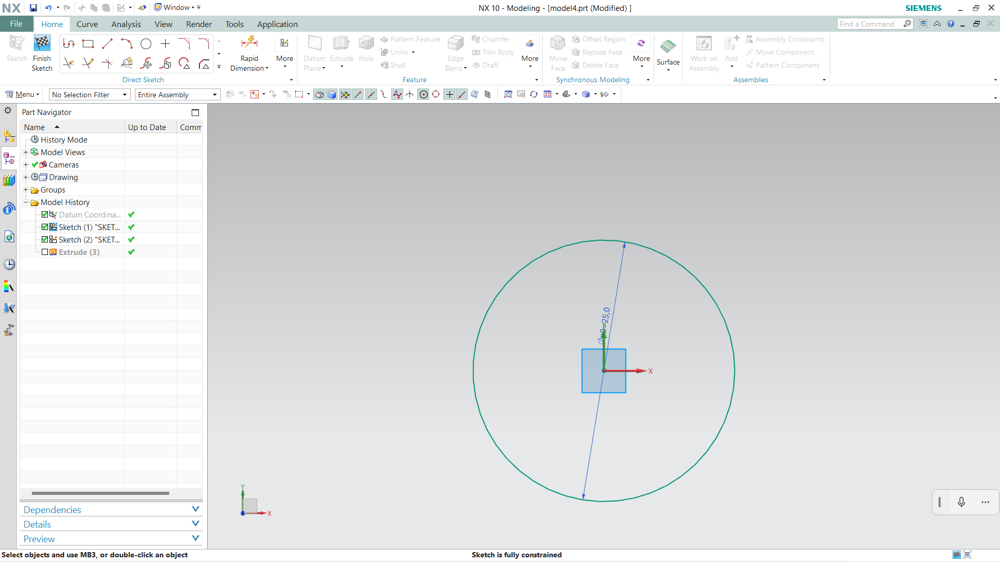 NX
Window
NX 10 - Modeling - [model4.prt (Modified) ]
SIEMENS
File
Home
Curve
Analysis
View
Render
Tools
Application
Find a Command
Sketch
Finish
Sketch
Direct Sketch
Rapid
Dimension
More
Datum
Plane
Extrude
Hole
Pattern Feature
Unite
Shell
Edge
Blend
Chamfer
Trim Body
Draft
More
Feature
Move
Face
Offset Region
Replace Face
Delete Face
More
Synchronous Modeling
Surface
Work on
Assembly
Add
Assembly Constraints
Move Component
Pattern Component
Assemblies
Menu
No Selection Filter
Entire Assembly
Part Navigator
Name
Up to Date
Comm
History Mode
Model Views
Cameras
Drawing
Groups
Model History
Datum Coordina...
Sketch (1) "SKET...
Sketch (2) "SKET...
Extrude (3)
Dependencies
Details
Preview
X
Y
X
Select objects and use MB3, or double-click an object
Sketch is fully constrained